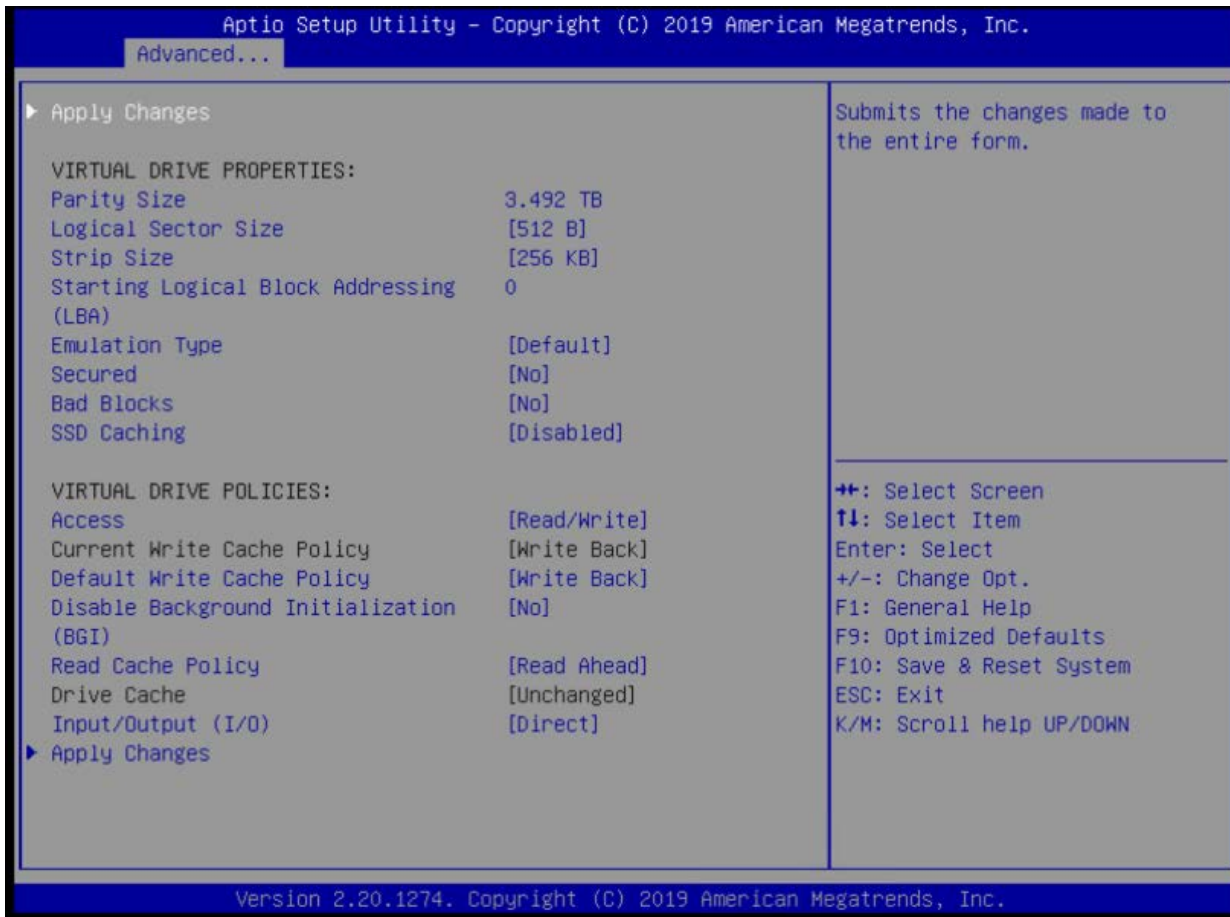 Aptio Setup Utility – Copyright (C) 2019 American Megatrends, Inc.
Advanced...
▶ Apply Changes
VIRTUAL DRIVE PROPERTIES:
Parity Size 3.492 TB
Logical Sector Size [512 B]
Strip Size [256 KB]
Starting Logical Block Addressing 0
(LBA)
Emulation Type [Default]
Secured [No]
Bad Blocks [No]
SSD Caching [Disabled]
VIRTUAL DRIVE POLICIES:
Access [Read/Write]
Current Write Cache Policy [Write Back]
Default Write Cache Policy [Write Back]
Disable Background Initialization [No]
(BGI)
Read Cache Policy [Read Ahead]
Drive Cache [Unchanged]
Input/Output (I/O) [Direct]
▶ Apply Changes
Submits the changes made to
the entire form.
→←: Select Screen
↑↓: Select Item
Enter: Select
+/-: Change Opt.
F1: General Help
F9: Optimized Defaults
F10: Save & Reset System
ESC: Exit
K/M: Scroll help UP/DOWN
Version 2.20.1274. Copyright (C) 2019 American Megatrends, Inc.